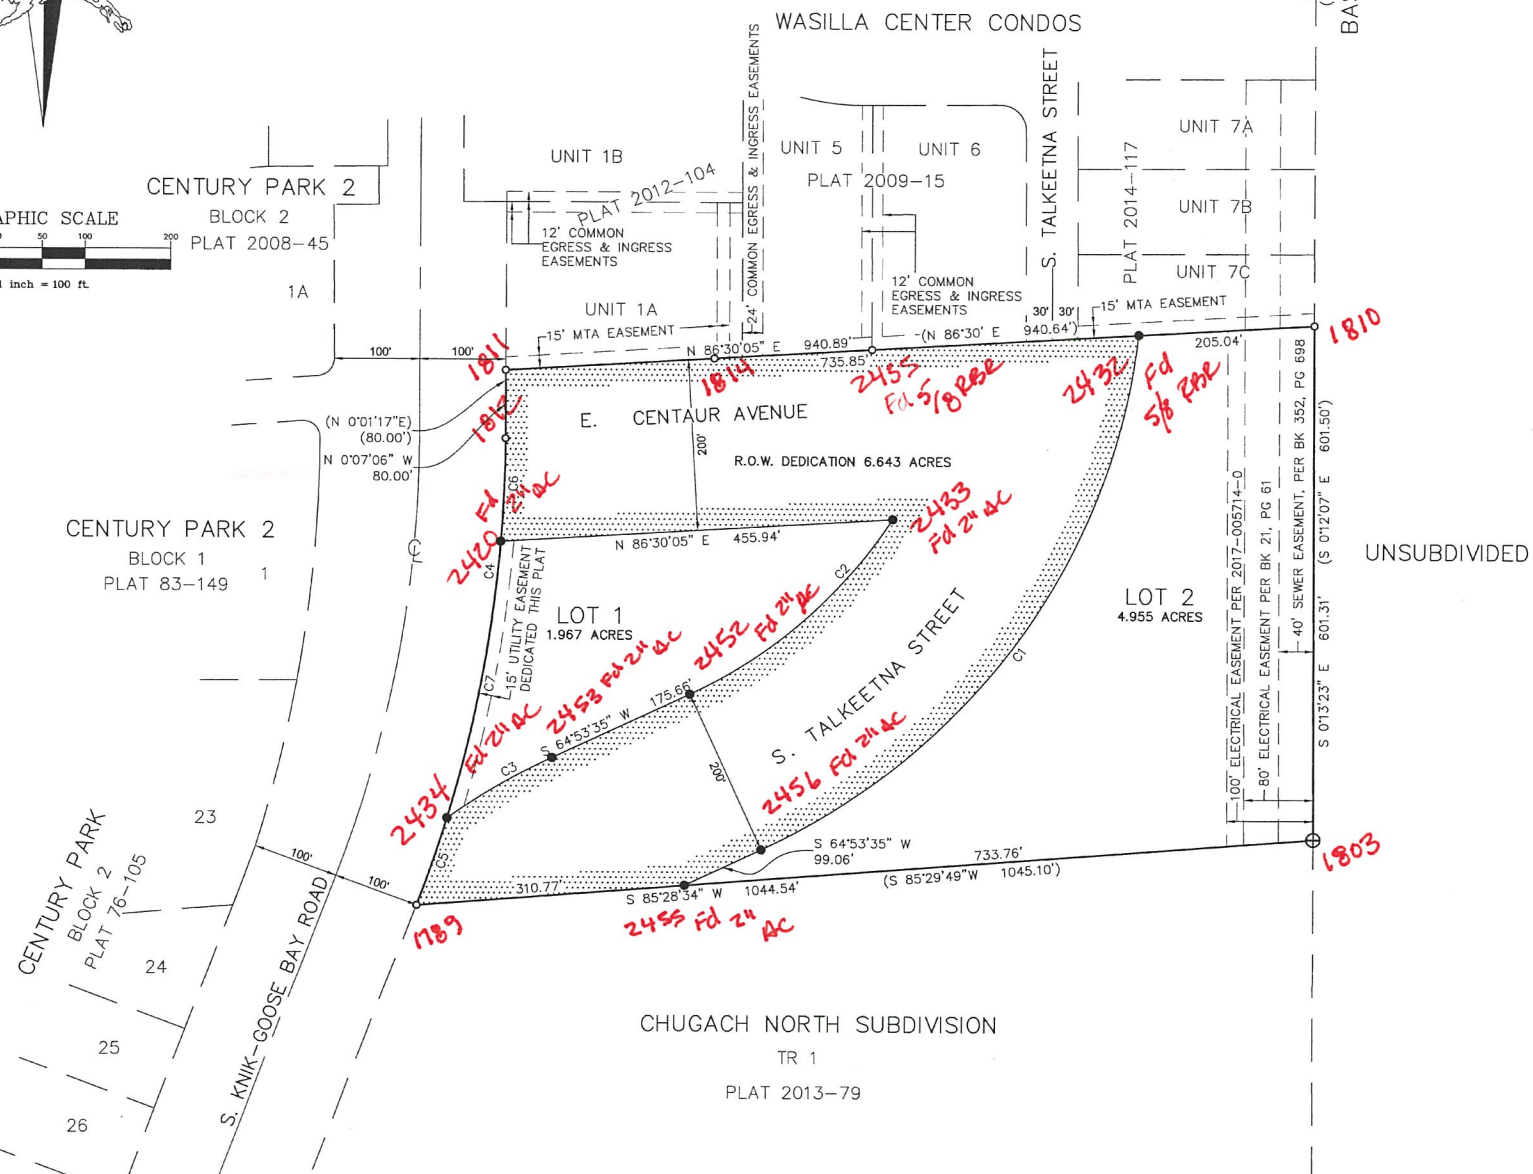 WASILLA CENTER CONDOS
BAS
CENTURY PARK 2
BLOCK 2
PLAT 2008-45
1A
APHIC SCALE
0 50 100 200
1 inch = 100 ft.
UNIT 1B
PLAT 2012-104
12' COMMON
EGRESS & INGRESS
EASEMENTS
UNIT 1A
15' MTA EASEMENT
24' COMMON EGRESS & INGRESS EASEMENTS
UNIT 5
UNIT 6
PLAT 2009-15
12' COMMON
EGRESS & INGRESS
EASEMENTS
S. TALKEETNA STREET
30' 30'
PLAT 2014-117
UNIT 7A
UNIT 7B
UNIT 7C
15' MTA EASEMENT
100'
100'
1811
N 86°30'05" E 940.89'
735.85'
(N 86°30' E 940.64')
205.04'
1810
1814
2435
Fd 5/8 RBR
2432 Fd
5/8 RBR
1812
(N 0°01'17"E)
(80.00')
N 0°07'06" W
80.00'
E. CENTAUR AVENUE
200'
R.O.W. DEDICATION 6.643 ACRES
C6
2420 Fd
2" AC
N 86°30'05" E 455.94'
2433
Fd 2" AC
CENTURY PARK 2
BLOCK 1
PLAT 83-149
1
CL
C4
C7
15' UTILITY EASEMENT
DEDICATED THIS PLAT
LOT 1
1.967 ACRES
C2
2452 Fd 2" AC
2453 Fd 2" AC
S 64°53'35" W 175.66'
C3
2434 Fd 2" AC
C5
S. TALKEETNA STREET
C1
200'
2456 Fd 2" AC
LOT 2
4.955 ACRES
100' ELECTRICAL EASEMENT PER 2017-005714-0
80' ELECTRICAL EASEMENT PER BK 21, PG 61
40' SEWER EASEMENT, PER BK 352, PG 698
S 0°13'23" E 601.31' (S 0°12'07" E 601.50')
UNSUBDIVIDED
S 64°53'35" W
99.06'
733.76'
310.77'
S 85°28'34" W 1044.54'
(S 85°29'49"W 1045.10')
1803
1789
2455 Fd 2"
AC
23
CENTURY PARK
BLOCK 2
PLAT 76-105
100'
100'
S. KNIK-GOOSE BAY ROAD
24
25
26
CHUGACH NORTH SUBDIVISION
TR 1
PLAT 2013-79